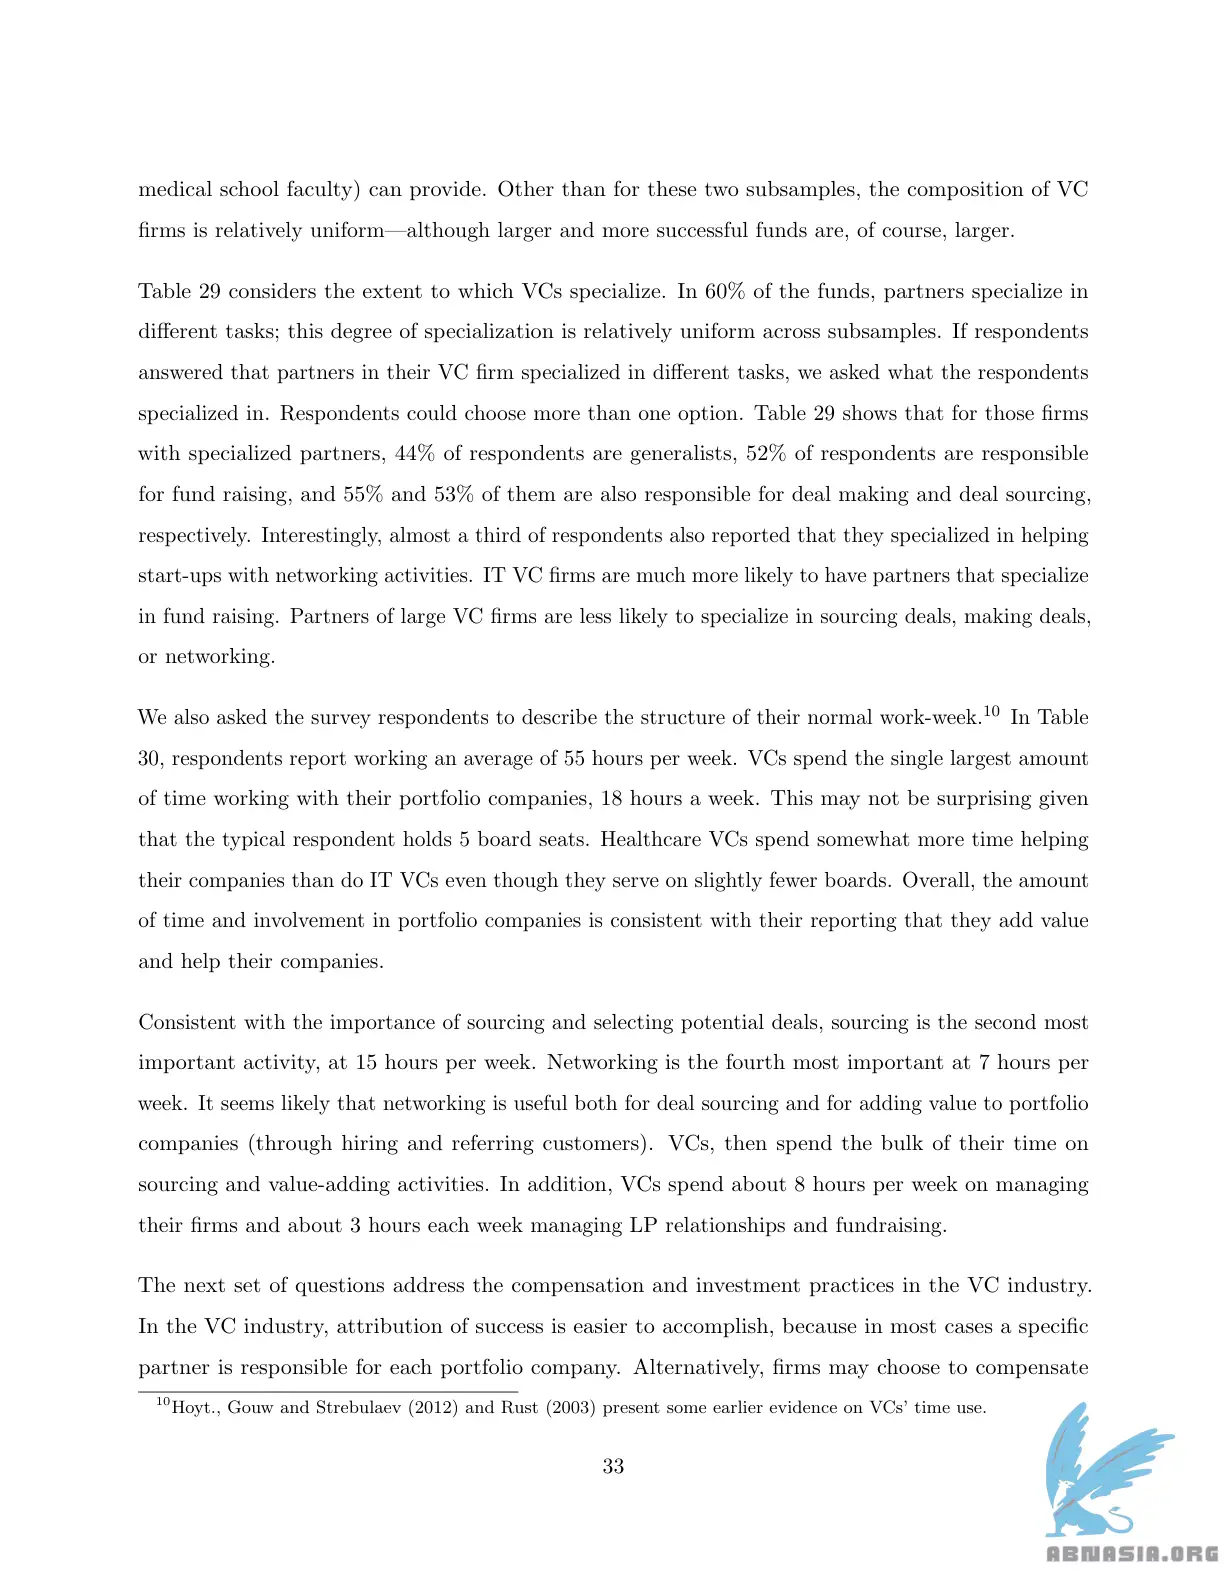 medical school faculty) can provide. Other than for these two subsamples, the composition of VC
firms is relatively uniform—although larger and more successful funds are, of course, larger.
Table 29 considers the extent to which VCs specialize. In 60% of the funds, partners specialize in
different tasks; this degree of specialization is relatively uniform across subsamples. If respondents
answered that partners in their VC firm specialized in different tasks, we asked what the respondents
specialized in. Respondents could choose more than one option. Table 29 shows that for those firms
with specialized partners, 44% of respondents are generalists, 52% of respondents are responsible
for fund raising, and 55% and 53% of them are also responsible for deal making and deal sourcing,
respectively. Interestingly, almost a third of respondents also reported that they specialized in helping
start-ups with networking activities. IT VC firms are much more likely to have partners that specialize
in fund raising. Partners of large VC firms are less likely to specialize in sourcing deals, making deals,
or networking.
We also asked the survey respondents to describe the structure of their normal work-week.10 In Table
30, respondents report working an average of 55 hours per week. VCs spend the single largest amount
of time working with their portfolio companies, 18 hours a week. This may not be surprising given
that the typical respondent holds 5 board seats. Healthcare VCs spend somewhat more time helping
their companies than do IT VCs even though they serve on slightly fewer boards. Overall, the amount
of time and involvement in portfolio companies is consistent with their reporting that they add value
and help their companies.
Consistent with the importance of sourcing and selecting potential deals, sourcing is the second most
important activity, at 15 hours per week. Networking is the fourth most important at 7 hours per
week. It seems likely that networking is useful both for deal sourcing and for adding value to portfolio
companies (through hiring and referring customers). VCs, then spend the bulk of their time on
sourcing and value-adding activities. In addition, VCs spend about 8 hours per week on managing
their firms and about 3 hours each week managing LP relationships and fundraising.
The next set of questions address the compensation and investment practices in the VC industry.
In the VC industry, attribution of success is easier to accomplish, because in most cases a specific
partner is responsible for each portfolio company. Alternatively, firms may choose to compensate
10Hoyt., Gouw and Strebulaev (2012) and Rust (2003) present some earlier evidence on VCs' time use.
33
ABNASIA.ORG